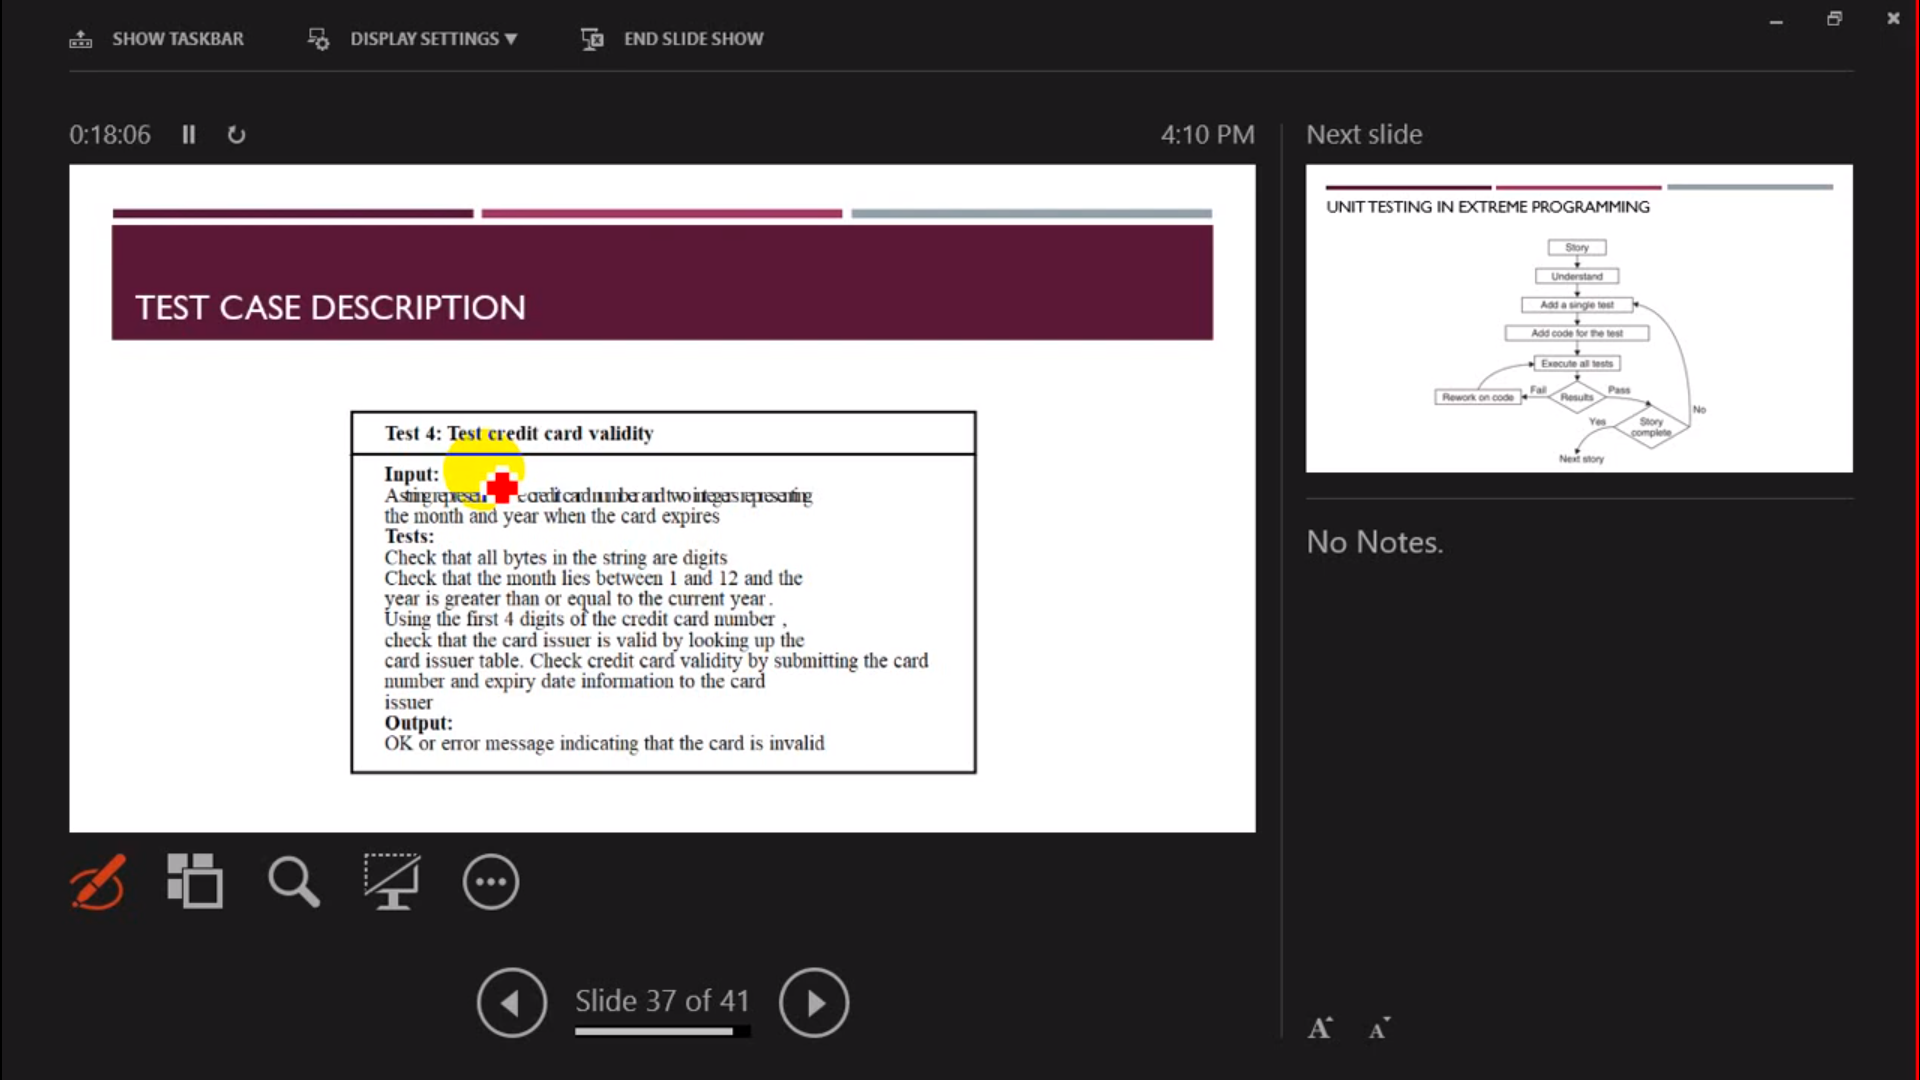 SHOW TASKBAR
DISPLAY SETTINGS ▼
END SLIDE SHOW
0:18:06
4:10 PM
TEST CASE DESCRIPTION
Test 4: Test credit card validity
Input:
A string credit card number and two integers representing
the month and year when the card expires
Tests:
Check that all bytes in the string are digits
Check that the month lies between 1 and 12 and the
year is greater than or equal to the current year .
Using the first 4 digits of the credit card number ,
check that the card issuer is valid by looking up the
card issuer table. Check credit card validity by submitting the card
number and expiry date information to the card
issuer
Output:
OK or error message indicating that the card is invalid
Slide 37 of 41
Next slide
UNIT TESTING IN EXTREME PROGRAMMING
Story
Understand
Add a single test
Add code for the test
Execute all tests
Fail
Pass
Rework on code
Results
No
Yes
Story
complete
Next story
No Notes.
A
A